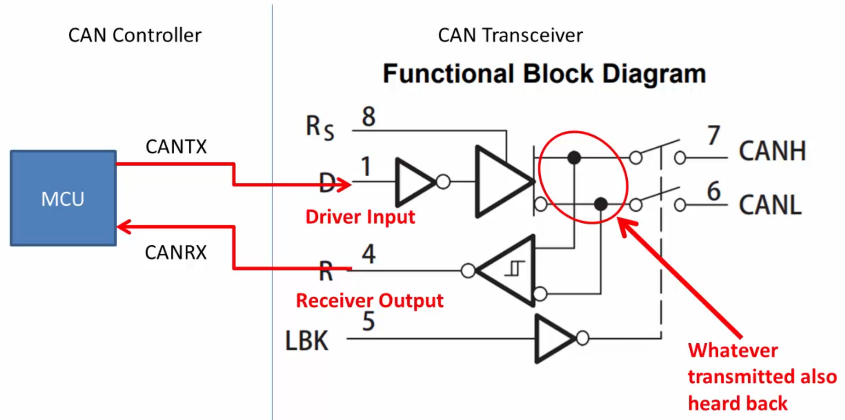 CAN Controller
CAN Transceiver
Functional Block Diagram
RS 8
7 CANH
CANTX
D 1
MCU
6 CANL
Driver Input
CANRX
R 4
Receiver Output
LBK 5
Whatever
transmitted also
heard back